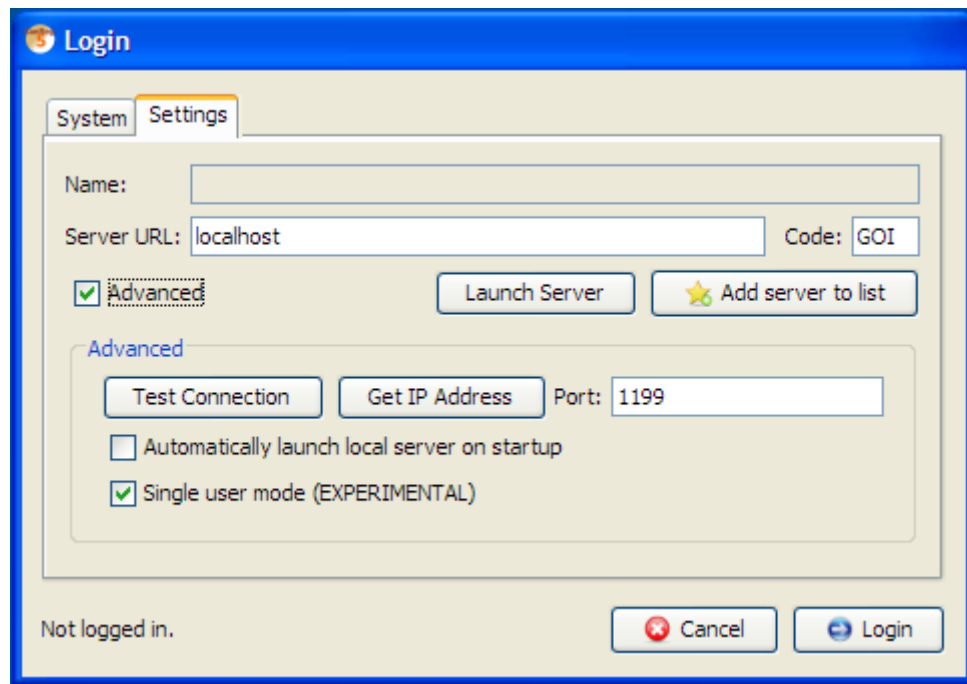 Login
System Settings
Name:
Server URL: localhost Code: GOI
Advanced Launch Server Add server to list
Advanced
Test Connection Get IP Address Port: 1199
Automatically launch local server on startup
Single user mode (EXPERIMENTAL)
Not logged in. Cancel Login